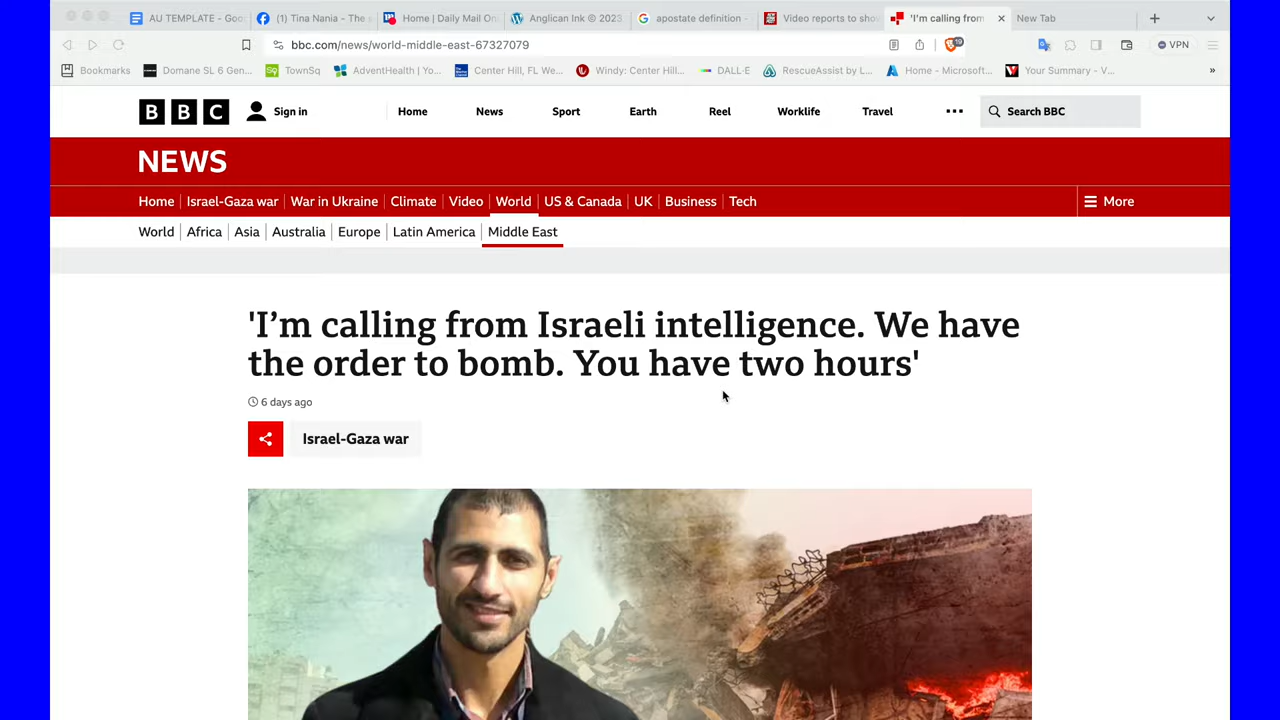 AU TEMPLATE - Goo
(1) Tina Nania - The s
Home | Daily Mail On
Anglican Ink © 2023
apostate definition -
Video reports to sho
'I'm calling from
New Tab
bbc.com/news/world-middle-east-67327079
19
VPN
Bookmarks
Domane SL 6 Gen...
TownSq
AdventHealth | Yo...
Center Hill, FL We...
Windy: Center Hill...
DALL·E
RescueAssist by L...
Home - Microsoft...
Your Summary - V...
»
BBC
Sign in
Home
News
Sport
Earth
Reel
Worklife
Travel
Search BBC
NEWS
Home
Israel-Gaza war
War in Ukraine
Climate
Video
World
US & Canada
UK
Business
Tech
More
World
Africa
Asia
Australia
Europe
Latin America
Middle East
'I’m calling from Israeli intelligence. We have
the order to bomb. You have two hours'
6 days ago
Israel-Gaza war